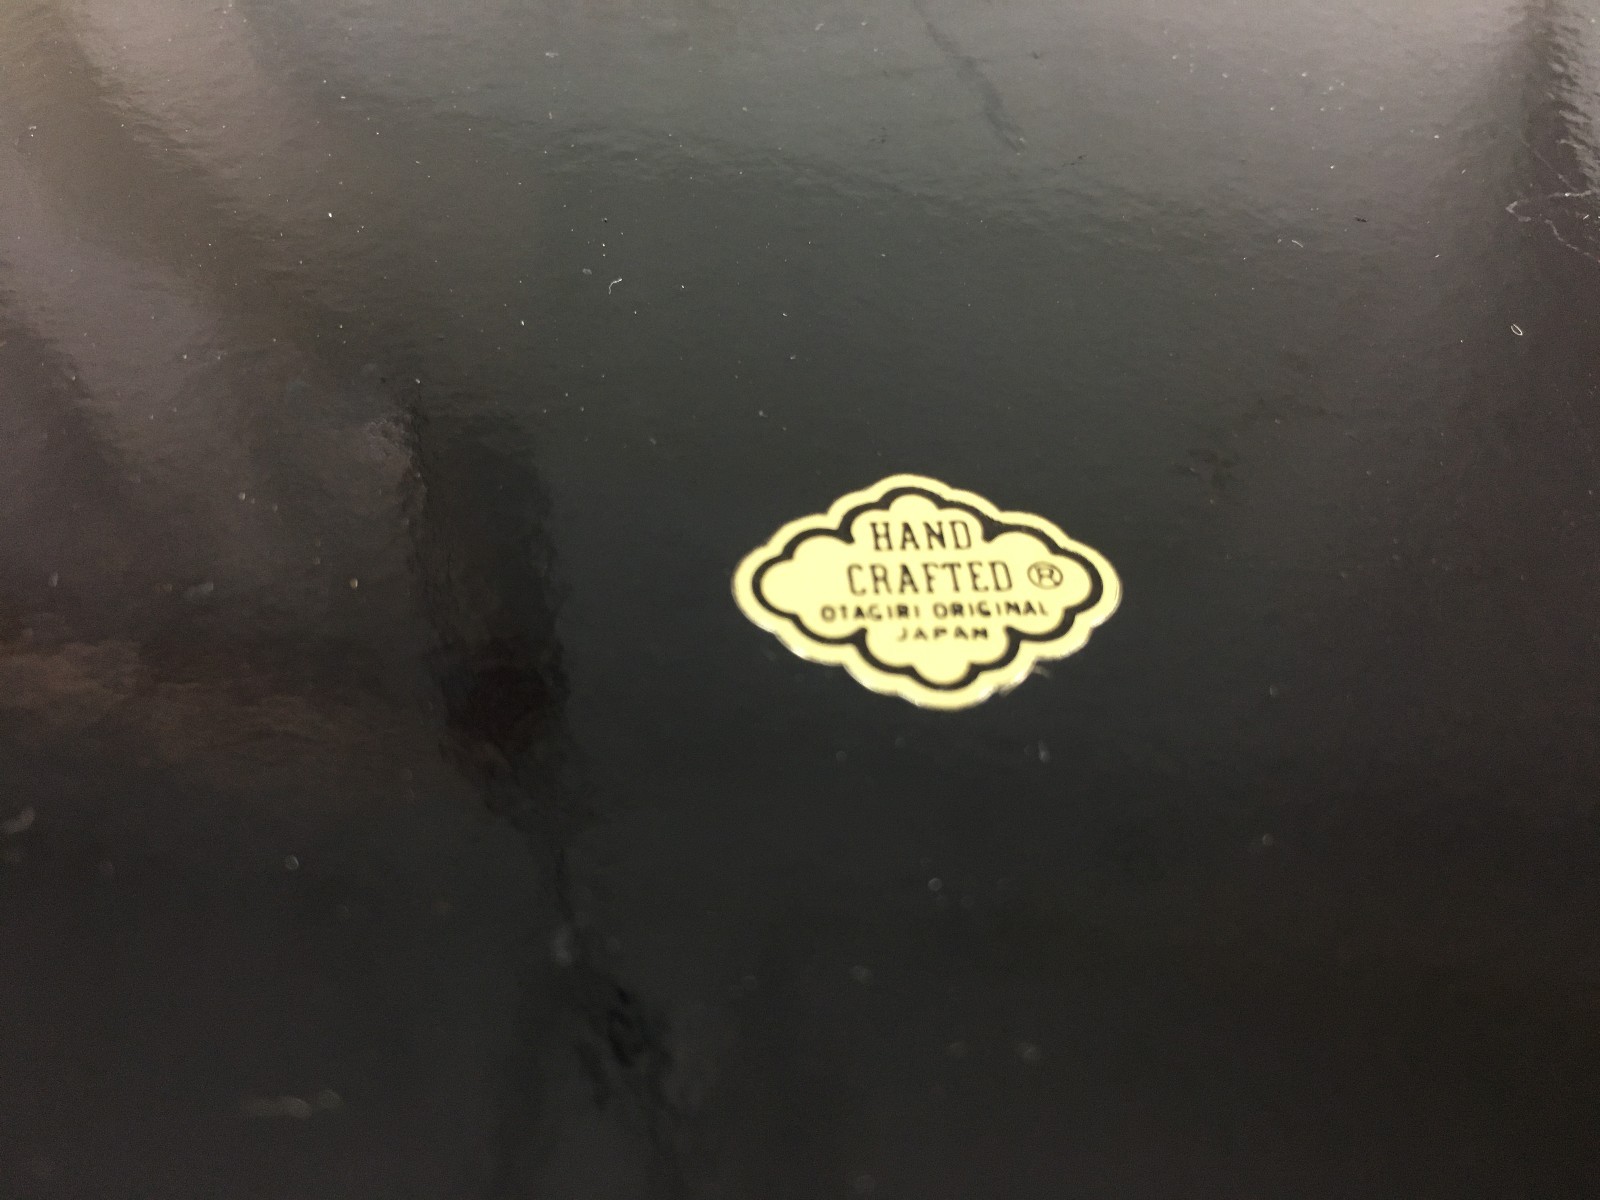 HAND
CRAFTED ®
OTAGIRI ORIGINAL
JAPAN